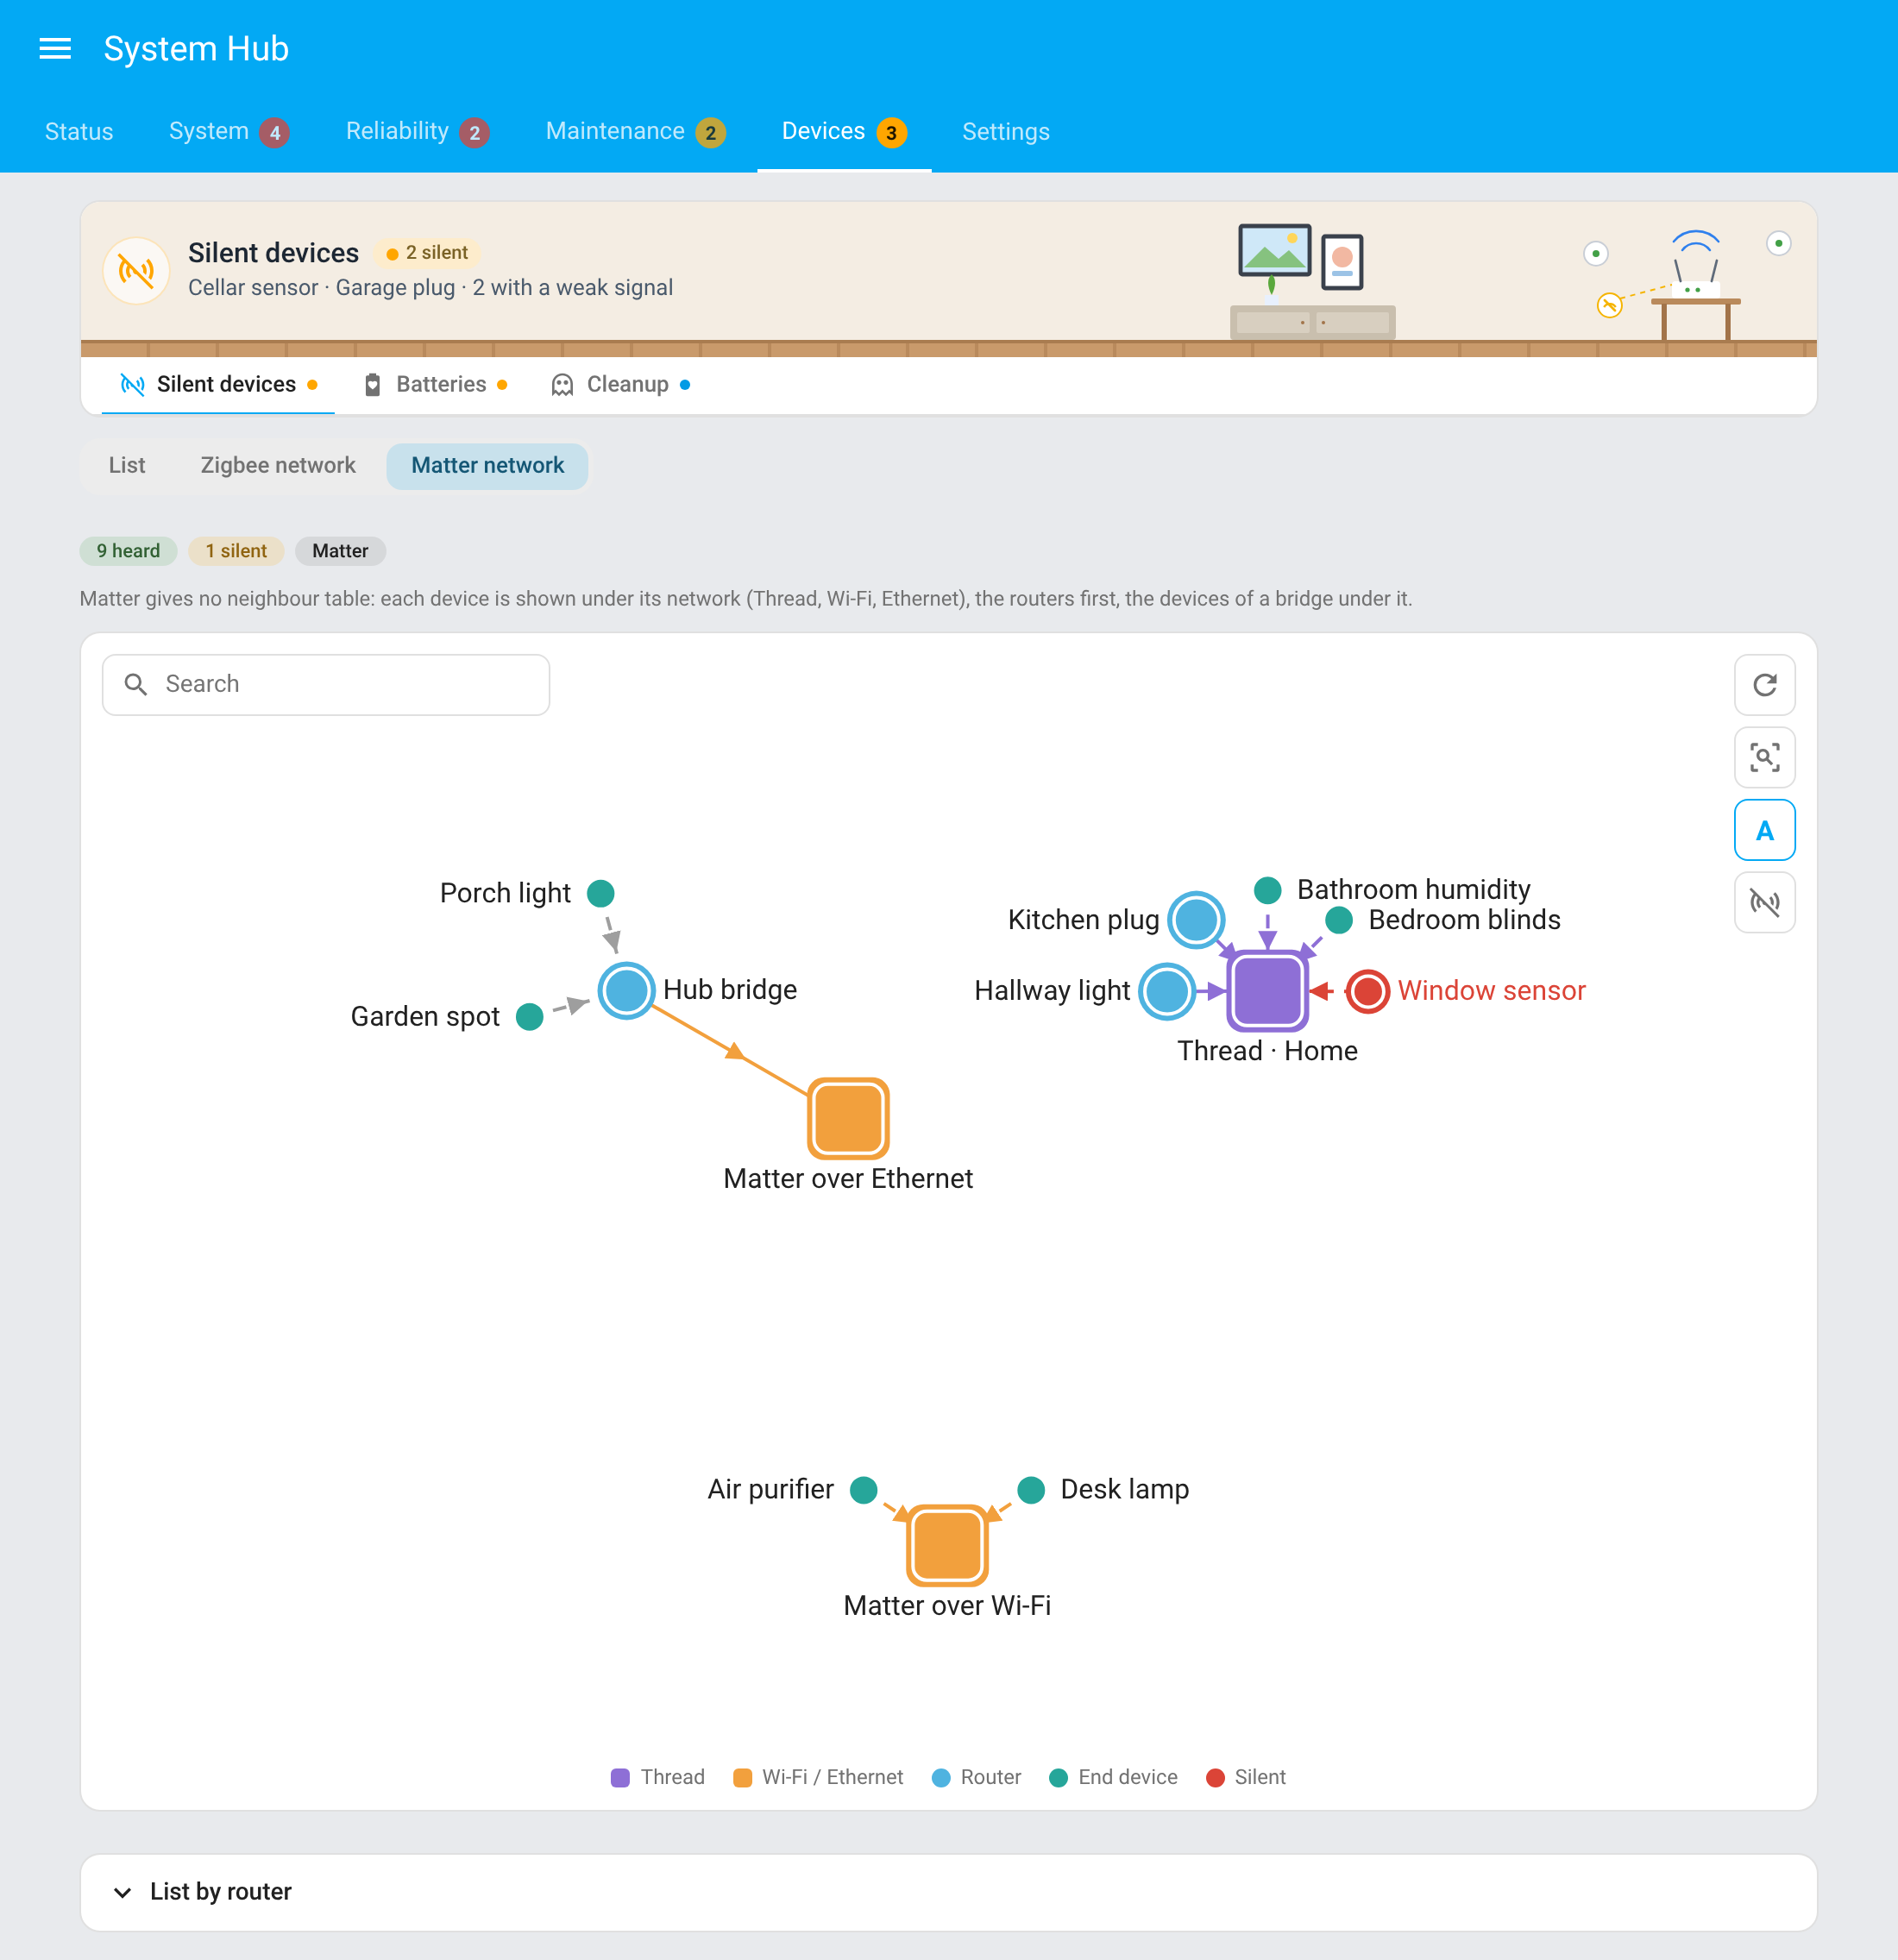 System Hub
Status
System 4
Reliability 2
Maintenance 2
Devices 3
Settings
Silent devices 2 silent
Cellar sensor · Garage plug · 2 with a weak signal
Silent devices
Batteries
Cleanup
List
Zigbee network
Matter network
9 heard
1 silent
Matter
Matter gives no neighbour table: each device is shown under its network (Thread, Wi-Fi, Ethernet), the routers first, the devices of a bridge under it.
Search
A
Porch light
Bathroom humidity
Kitchen plug
Bedroom blinds
Hub bridge
Hallway light
Window sensor
Garden spot
Thread · Home
Matter over Ethernet
Air purifier
Desk lamp
Matter over Wi-Fi
Thread
Wi-Fi / Ethernet
Router
End device
Silent
List by router